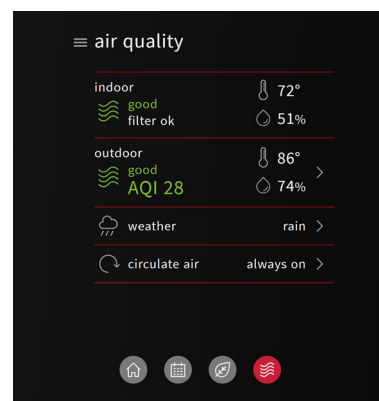 air quality
indoor
good
filter ok
72°
51%
outdoor
good
AQI 28
86°
74%
weather
rain
circulate air
always on